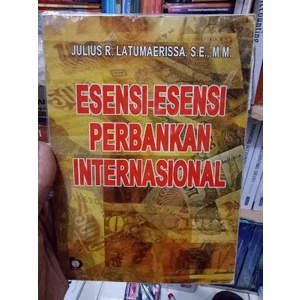 JULIUS R. LATUMAERISSA, S.E., M.M.
ESENSI-ESENSI
PERBANKAN
INTERNASIONAL